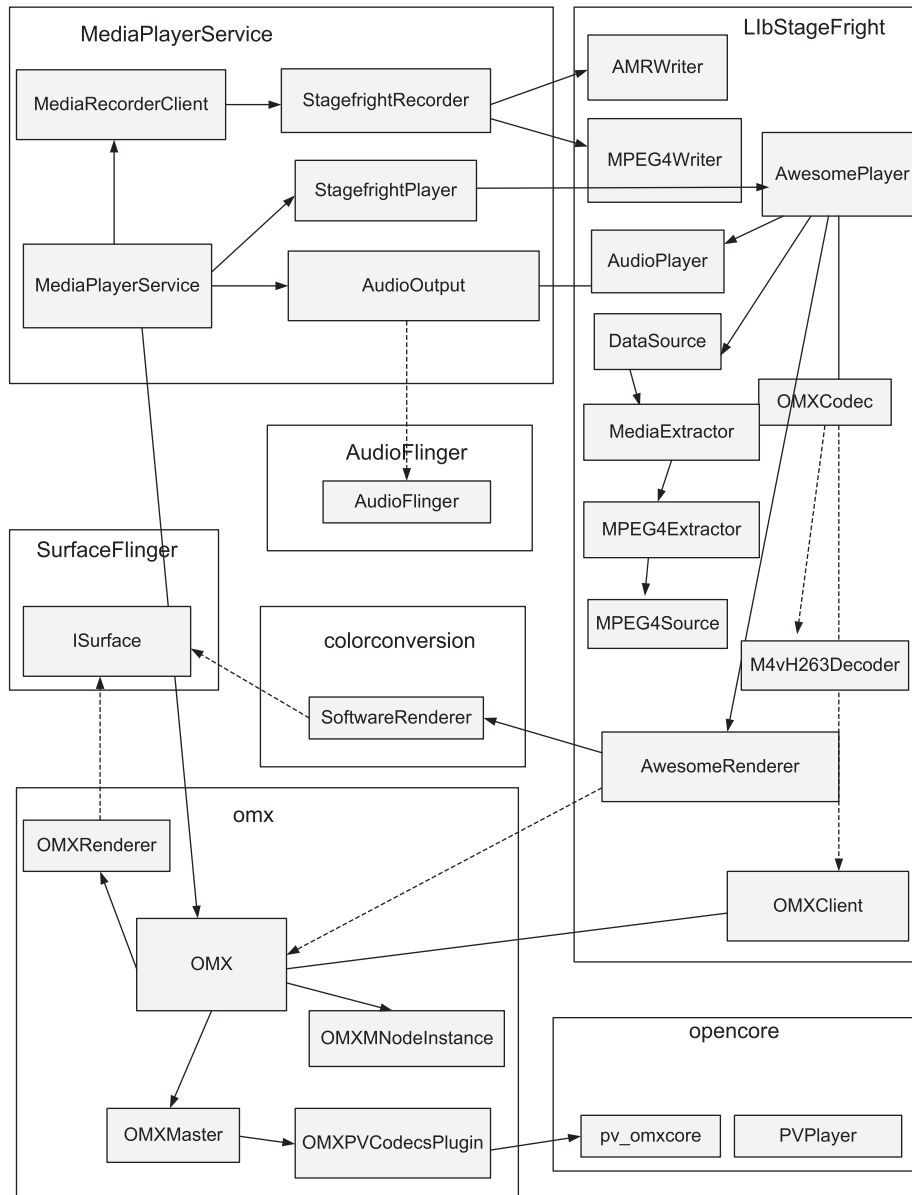 MediaPlayerService
LIbStageFright
AMRWriter
MediaRecorderClient
StagefrightRecorder
MPEG4Writer
AwesomePlayer
StagefrightPlayer
AudioPlayer
MediaPlayerService
AudioOutput
DataSource
OMXCodec
MediaExtractor
AudioFlinger
AudioFlinger
MPEG4Extractor
SurfaceFlinger
MPEG4Source
ISurface
colorconversion
M4vH263Decoder
SoftwareRenderer
AwesomeRenderer
omx
OMXRenderer
OMXClient
OMX
OMXMNodeInstance
opencore
OMXMaster
OMXPVCodecsPlugin
pv_omxcore
PVPlayer